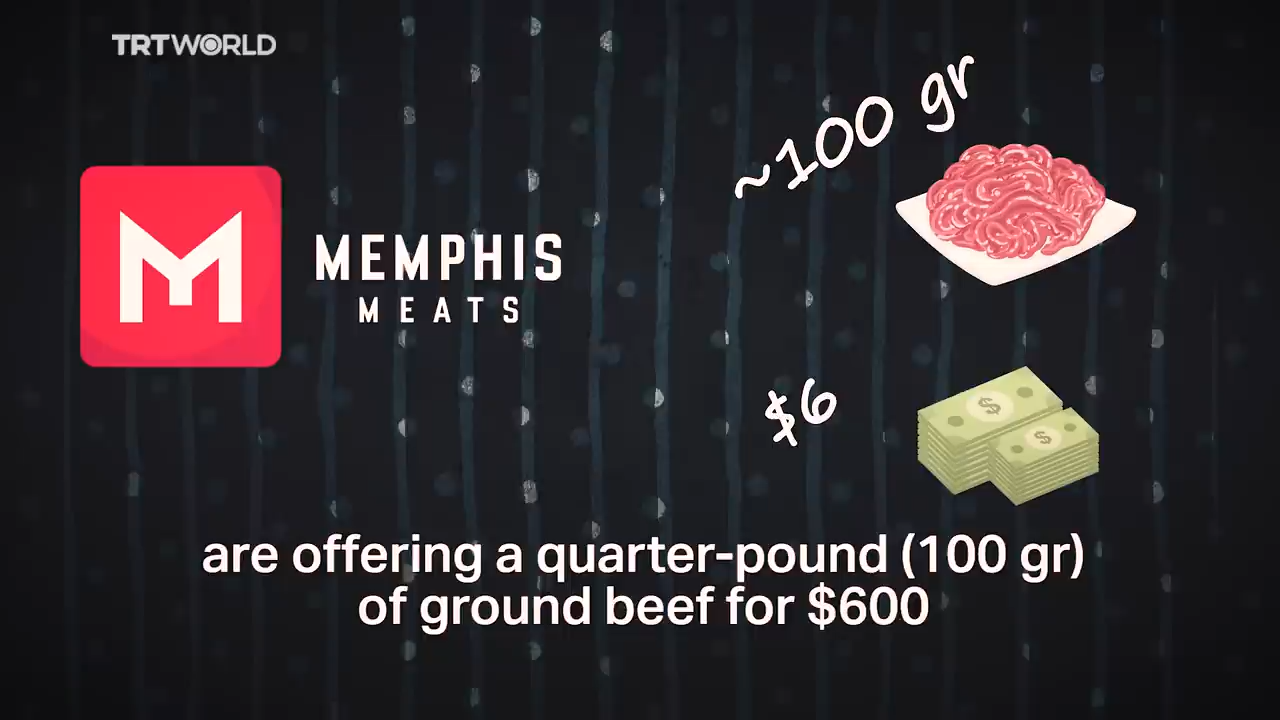 TRTWORLD
~100 gr
M
MEMPHIS
MEATS
$6
are offering a quarter-pound (100 gr)
of ground beef for $600